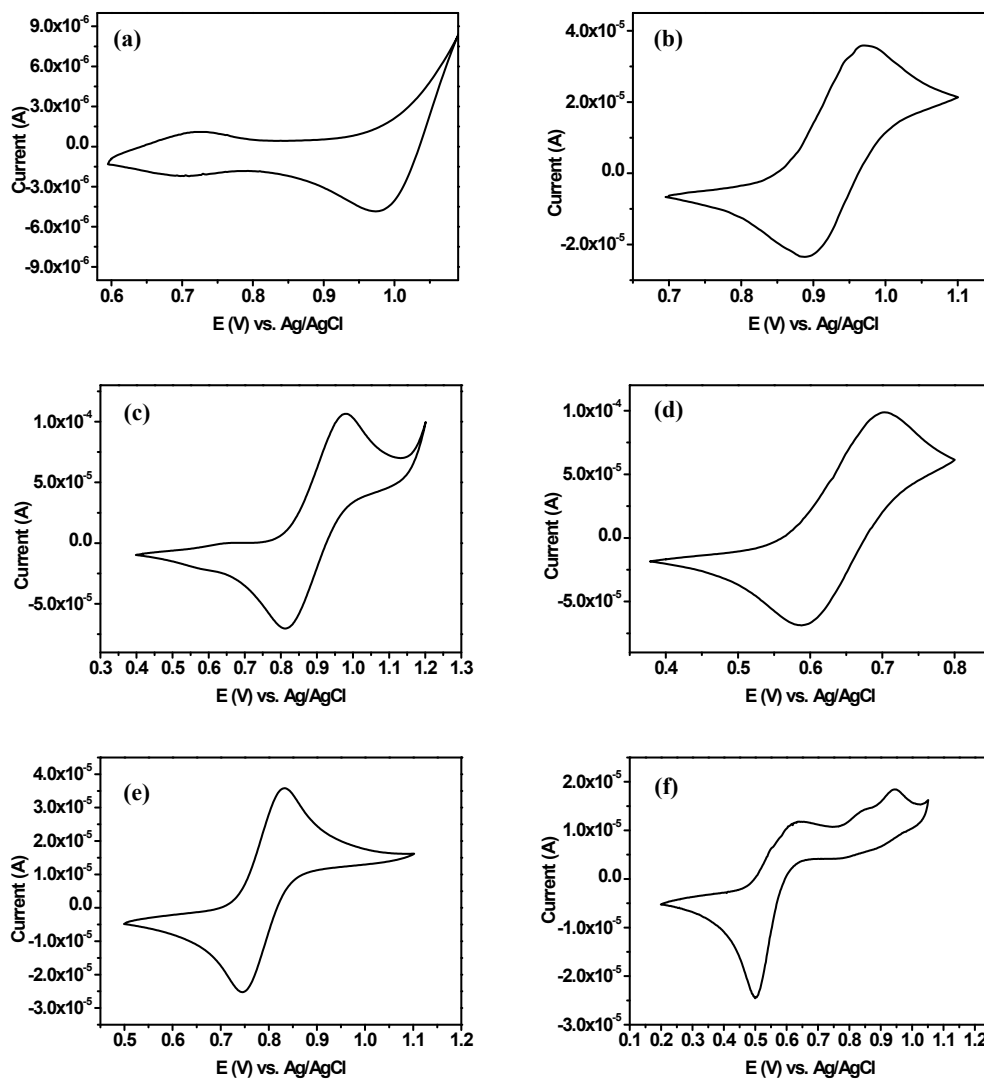 (a)
9.0x10⁻⁶
6.0x10⁻⁶
3.0x10⁻⁶
0.0
-3.0x10⁻⁶
-6.0x10⁻⁶
-9.0x10⁻⁶
Current (A)
0.6 0.7 0.8 0.9 1.0
E (V) vs. Ag/AgCl
(b)
4.0x10⁻⁵
2.0x10⁻⁵
0.0
-2.0x10⁻⁵
Current (A)
0.7 0.8 0.9 1.0 1.1
E (V) vs. Ag/AgCl
(c)
1.0x10⁻⁴
5.0x10⁻⁵
0.0
-5.0x10⁻⁵
Current (A)
0.3 0.4 0.5 0.6 0.7 0.8 0.9 1.0 1.1 1.2 1.3
E (V) vs. Ag/AgCl
(d)
1.0x10⁻⁴
5.0x10⁻⁵
0.0
-5.0x10⁻⁵
Current (A)
0.4 0.5 0.6 0.7 0.8
E (V) vs. Ag/AgCl
(e)
4.0x10⁻⁵
3.0x10⁻⁵
2.0x10⁻⁵
1.0x10⁻⁵
0.0
-1.0x10⁻⁵
-2.0x10⁻⁵
-3.0x10⁻⁵
Current (A)
0.5 0.6 0.7 0.8 0.9 1.0 1.1 1.2
E (V) vs. Ag/AgCl
(f)
2.0x10⁻⁵
1.0x10⁻⁵
0.0
-1.0x10⁻⁵
-2.0x10⁻⁵
-3.0x10⁻⁵
Current (A)
0.1 0.2 0.3 0.4 0.5 0.6 0.7 0.8 0.9 1.0 1.1 1.2
E (V) vs. Ag/AgCl